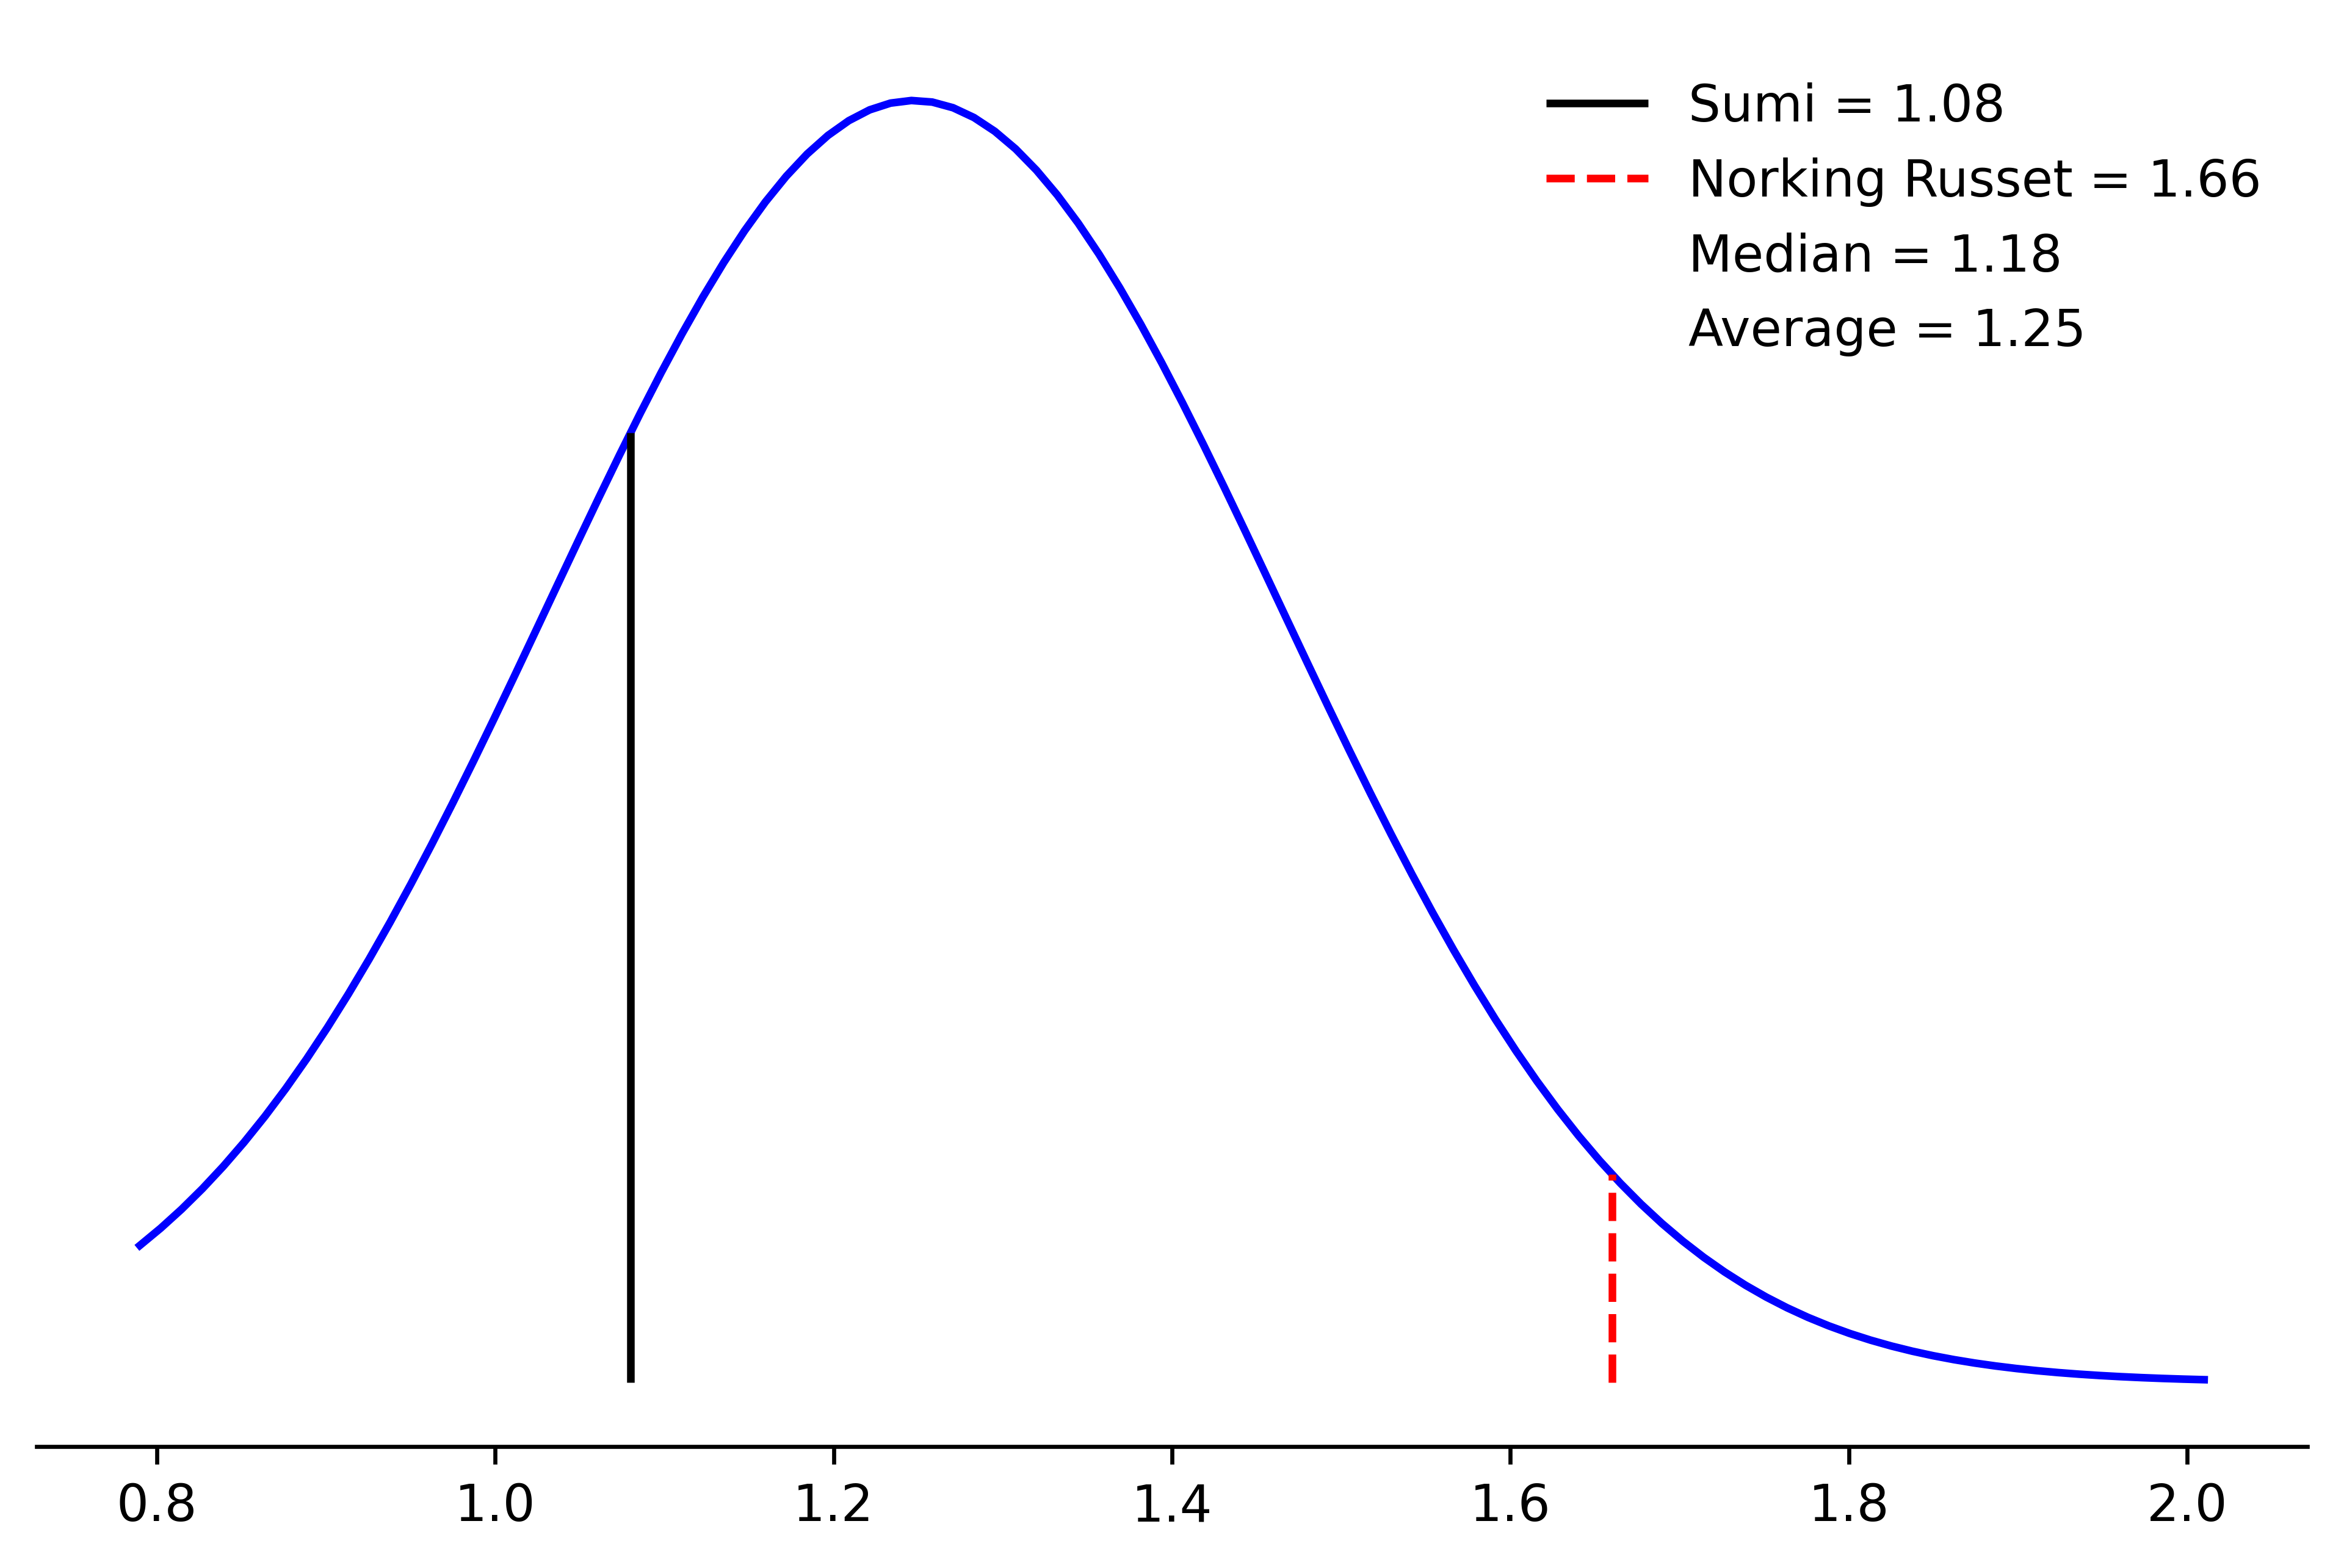 Sumi = 1.08
Norking Russet = 1.66
Median = 1.18
Average = 1.25
0.8 1.0 1.2 1.4 1.6 1.8 2.0